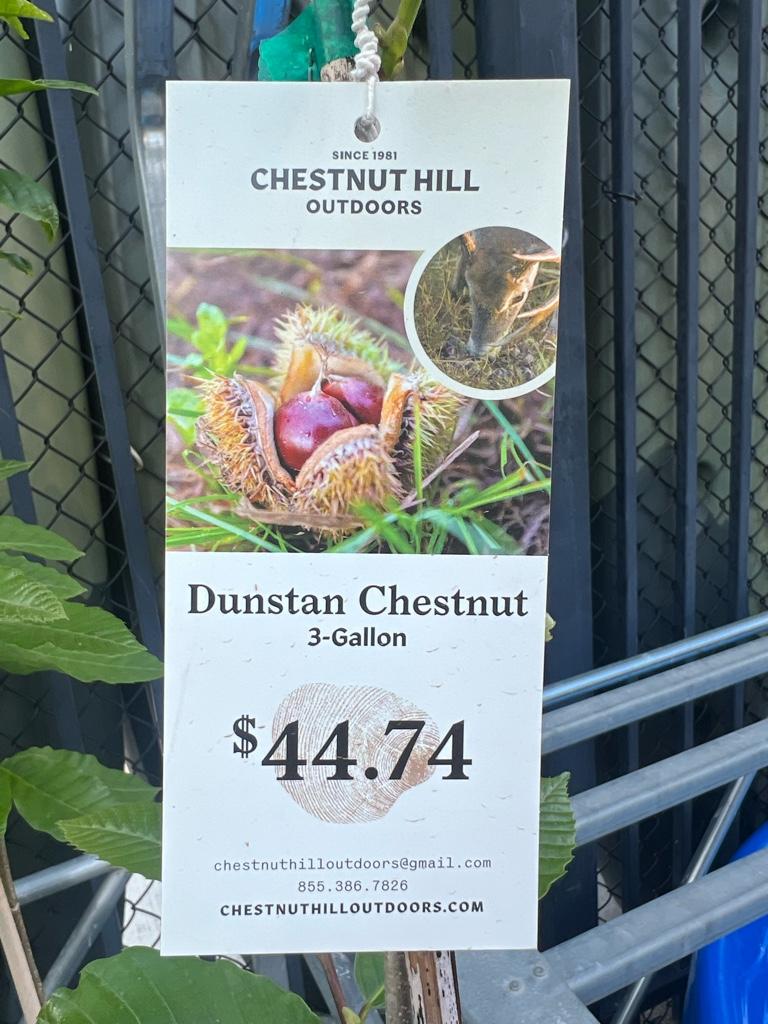 SINCE 1981
CHESTNUT HILL
OUTDOORS
Dunstan Chestnut
3-Gallon
$44.74
chestnuthilloutdoors@gmail.com
855.386.7826
CHESTNUTHILLOUTDOORS.COM